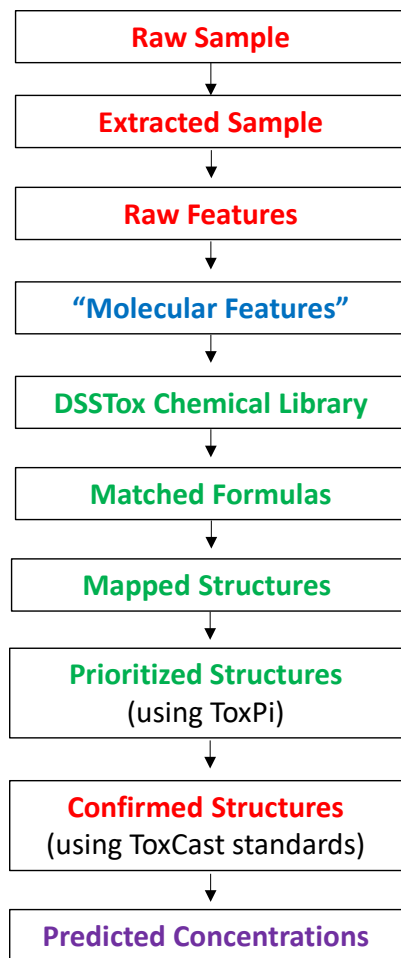 Raw Sample
Extracted Sample
Raw Features
“Molecular Features”
DSSTox Chemical Library
Matched Formulas
Mapped Structures
Prioritized Structures
(using ToxPi)
Confirmed Structures
(using ToxCast standards)
Predicted Concentrations